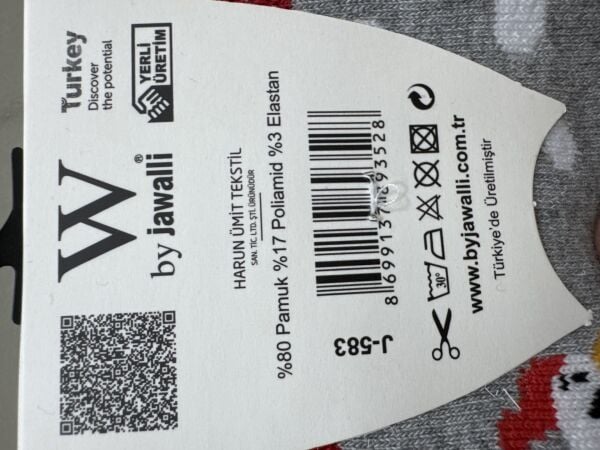 W
by jawalli®
Turkey
Discover
the potential
YERLİ
ÜRETİM
HARUN ÜMİT TEKSTİL
SAN. TİC. LTD. ŞTİ. ÜRÜNÜDÜR
%80 Pamuk %17 Poliamid %3 Elastan
J-583
30°
www.byjawalli.com.tr
Türkiye'de Üretilmiştir